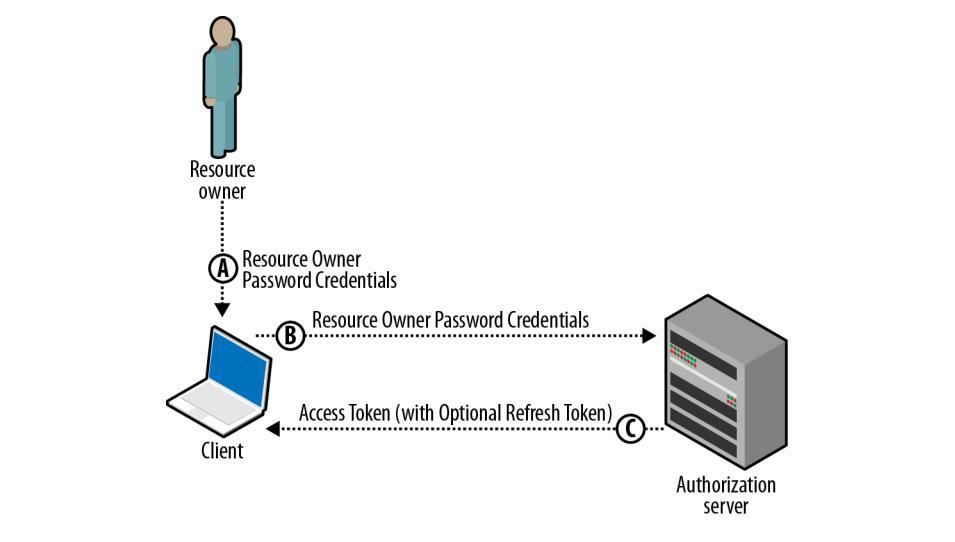 Resource
owner
A
Resource Owner
Password Credentials
B
Resource Owner Password Credentials
Access Token (with Optional Refresh Token)
C
Client
Authorization
server